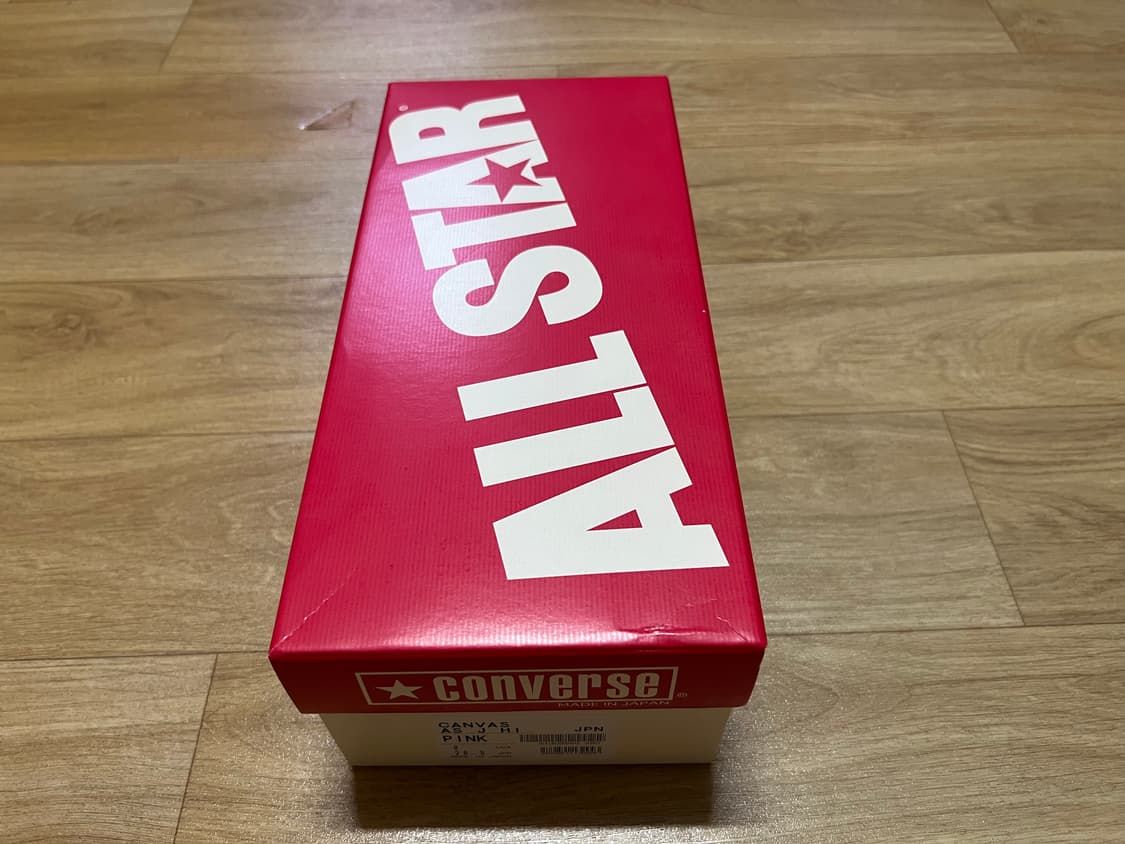 ALL STAR®
★converse®
MADE IN JAPAN
CANVAS
AS J HI JPN
PINK